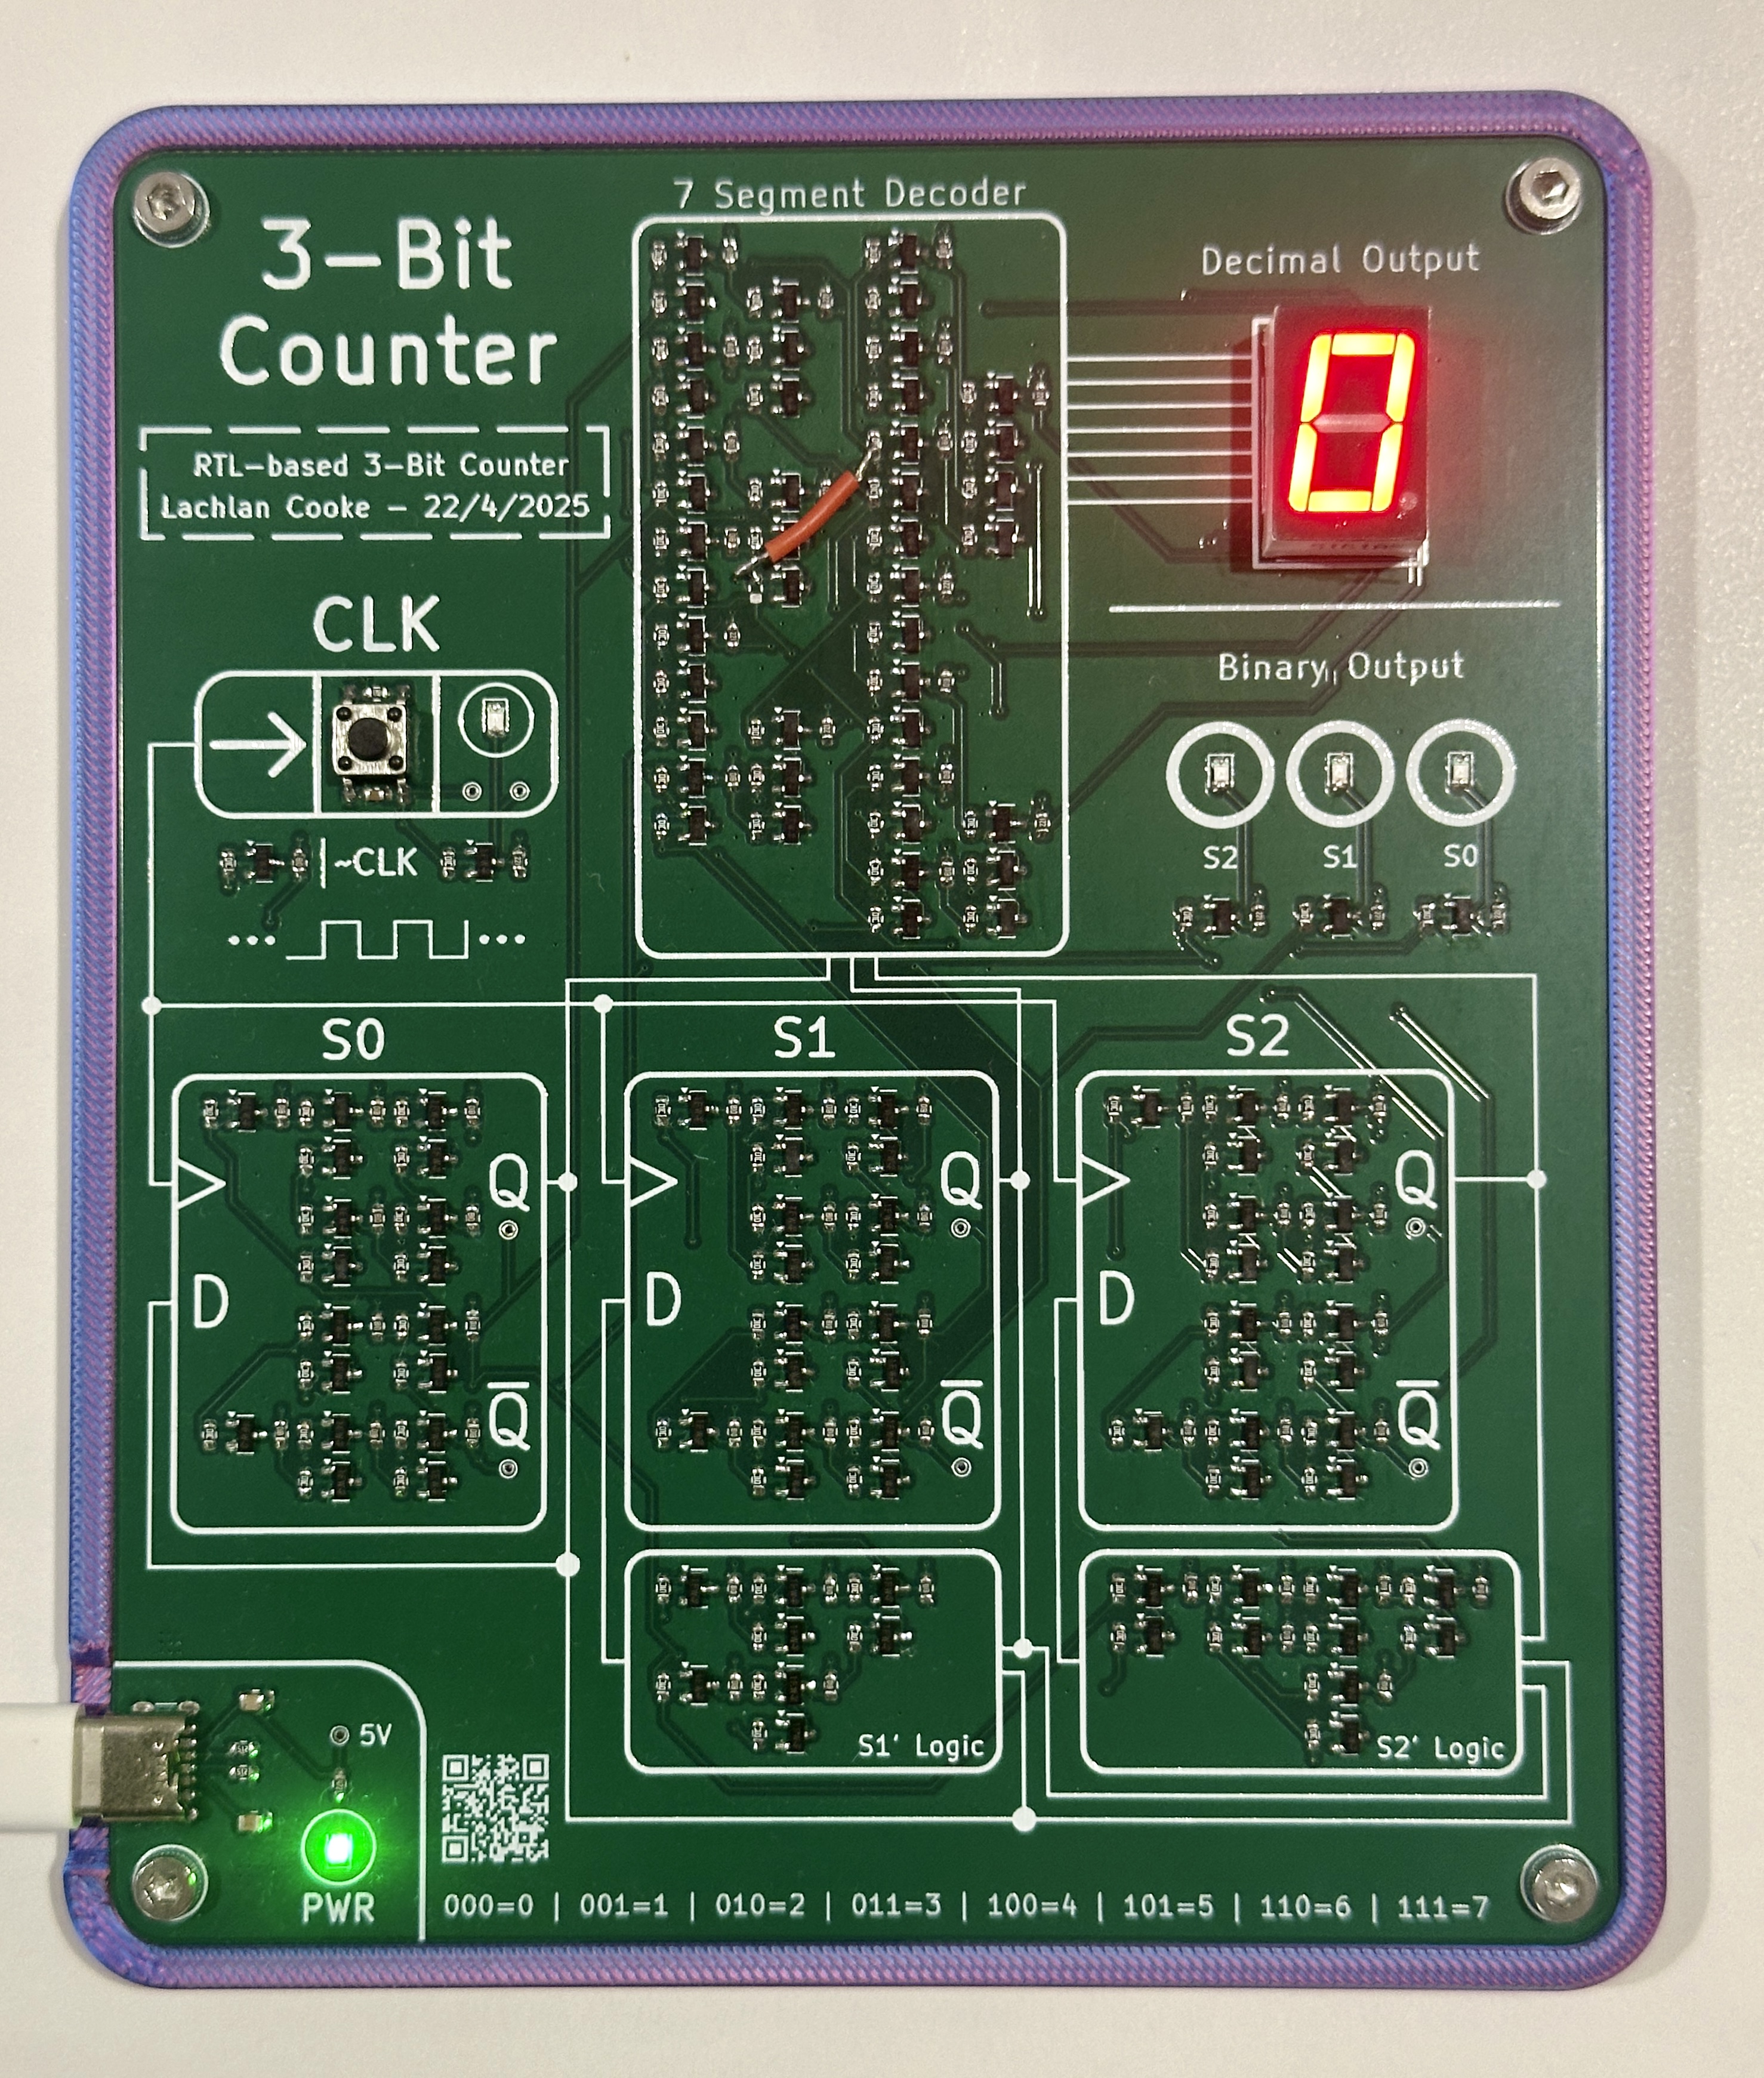 7 Segment Decoder
3-Bit
Counter
RTL-based 3-Bit Counter
Lachlan Cooke - 22/4/2025
Decimal Output
0
CLK
~CLK
Binary Output
S2 S1 S0
S0 S1 S2
Q Q Q
D D D
Q̅ Q̅ Q̅
S1' Logic
S2' Logic
5V
PWR
000=0 | 001=1 | 010=2 | 011=3 | 100=4 | 101=5 | 110=6 | 111=7